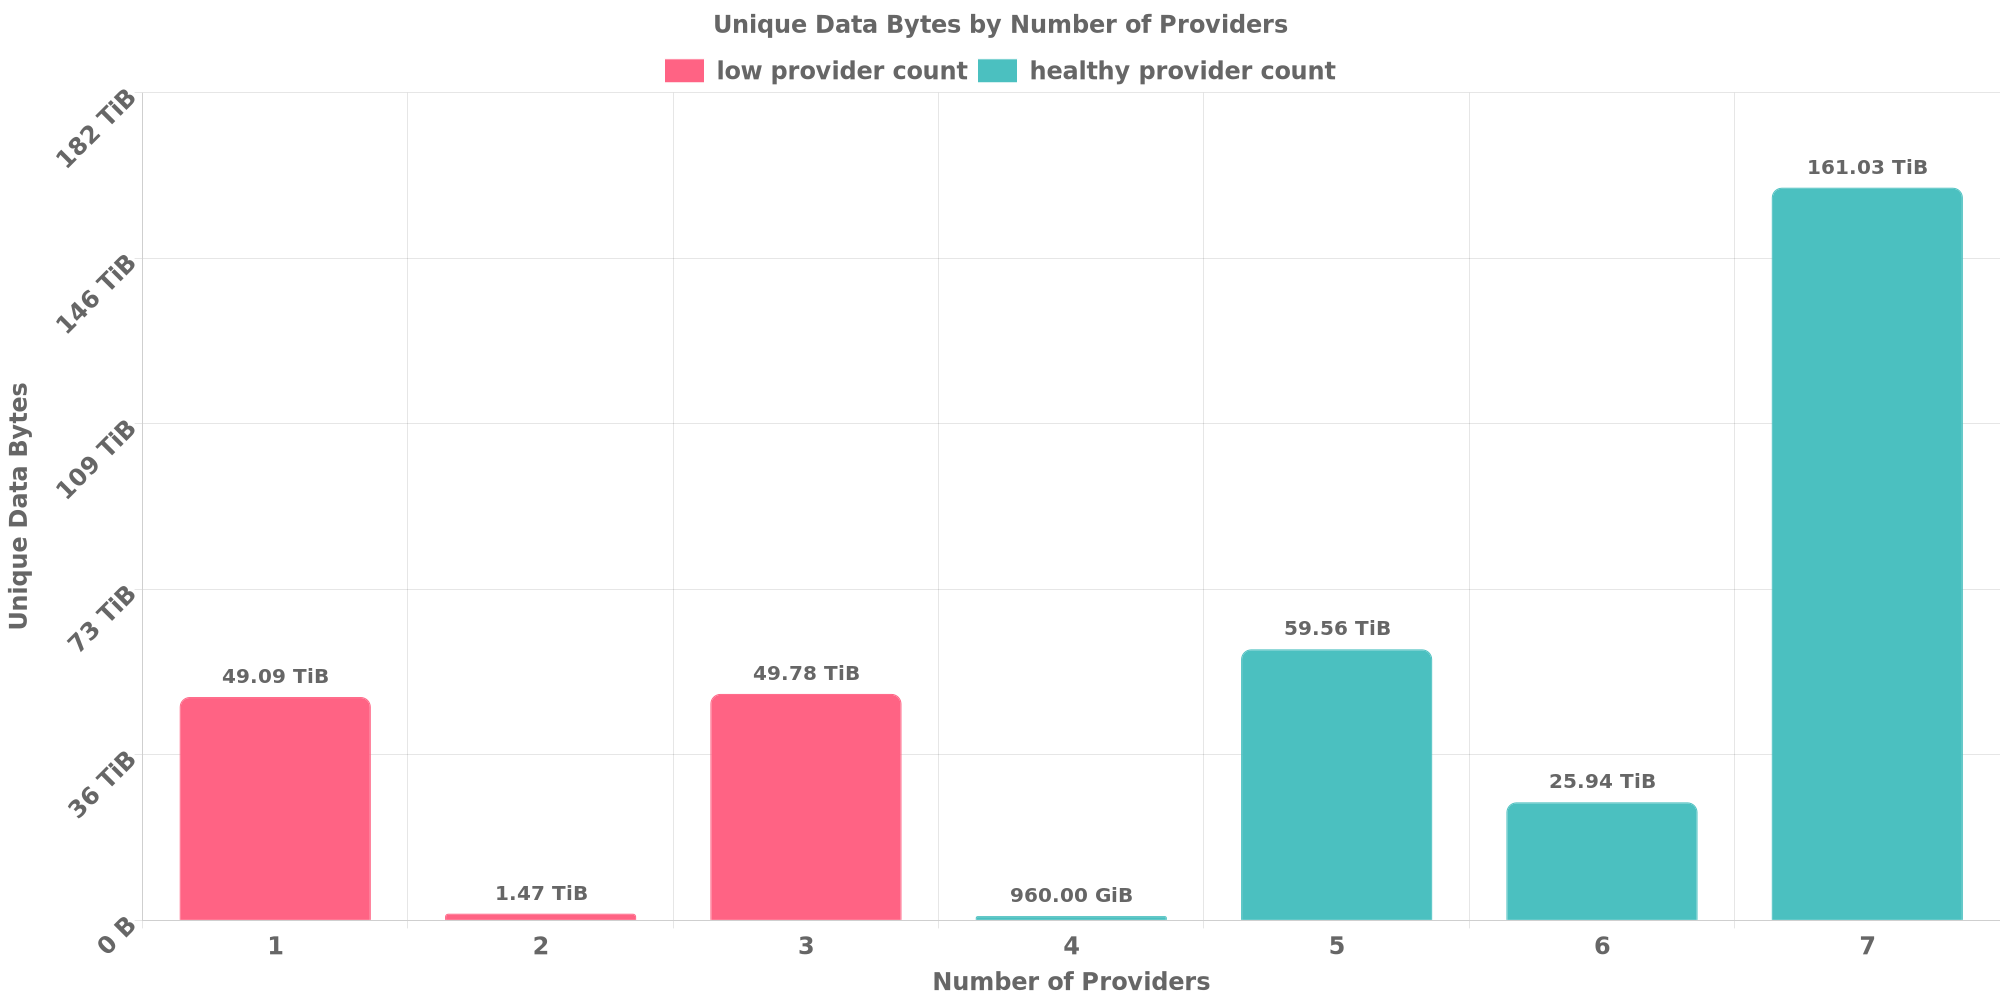 Unique Data Bytes by Number of Providers
low provider count healthy provider count
182 TiB
146 TiB
109 TiB
73 TiB
36 TiB
0 B
Unique Data Bytes
49.09 TiB
1.47 TiB
49.78 TiB
960.00 GiB
59.56 TiB
25.94 TiB
161.03 TiB
1 2 3 4 5 6 7
Number of Providers